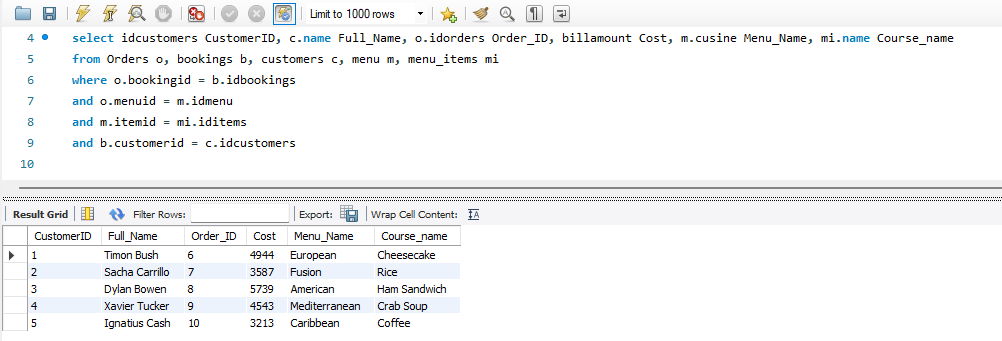 Limit to 1000 rows
4 select idcustomers CustomerID, c.name Full_Name, o.idorders Order_ID, billamount Cost, m.cusine Menu_Name, mi.name Course_name
5 from Orders o, bookings b, customers c, menu m, menu_items mi
6 where o.bookingid = b.idbookings
7 and o.menuid = m.idmenu
8 and m.itemid = mi.iditems
9 and b.customerid = c.idcustomers
10
Result Grid Filter Rows: Export: Wrap Cell Content: IA
CustomerID Full_Name Order_ID Cost Menu_Name Course_name
1 Timon Bush 6 4944 European Cheesecake
2 Sacha Carrillo 7 3587 Fusion Rice
3 Dylan Bowen 8 5739 American Ham Sandwich
4 Xavier Tucker 9 4543 Mediterranean Crab Soup
5 Ignatius Cash 10 3213 Caribbean Coffee